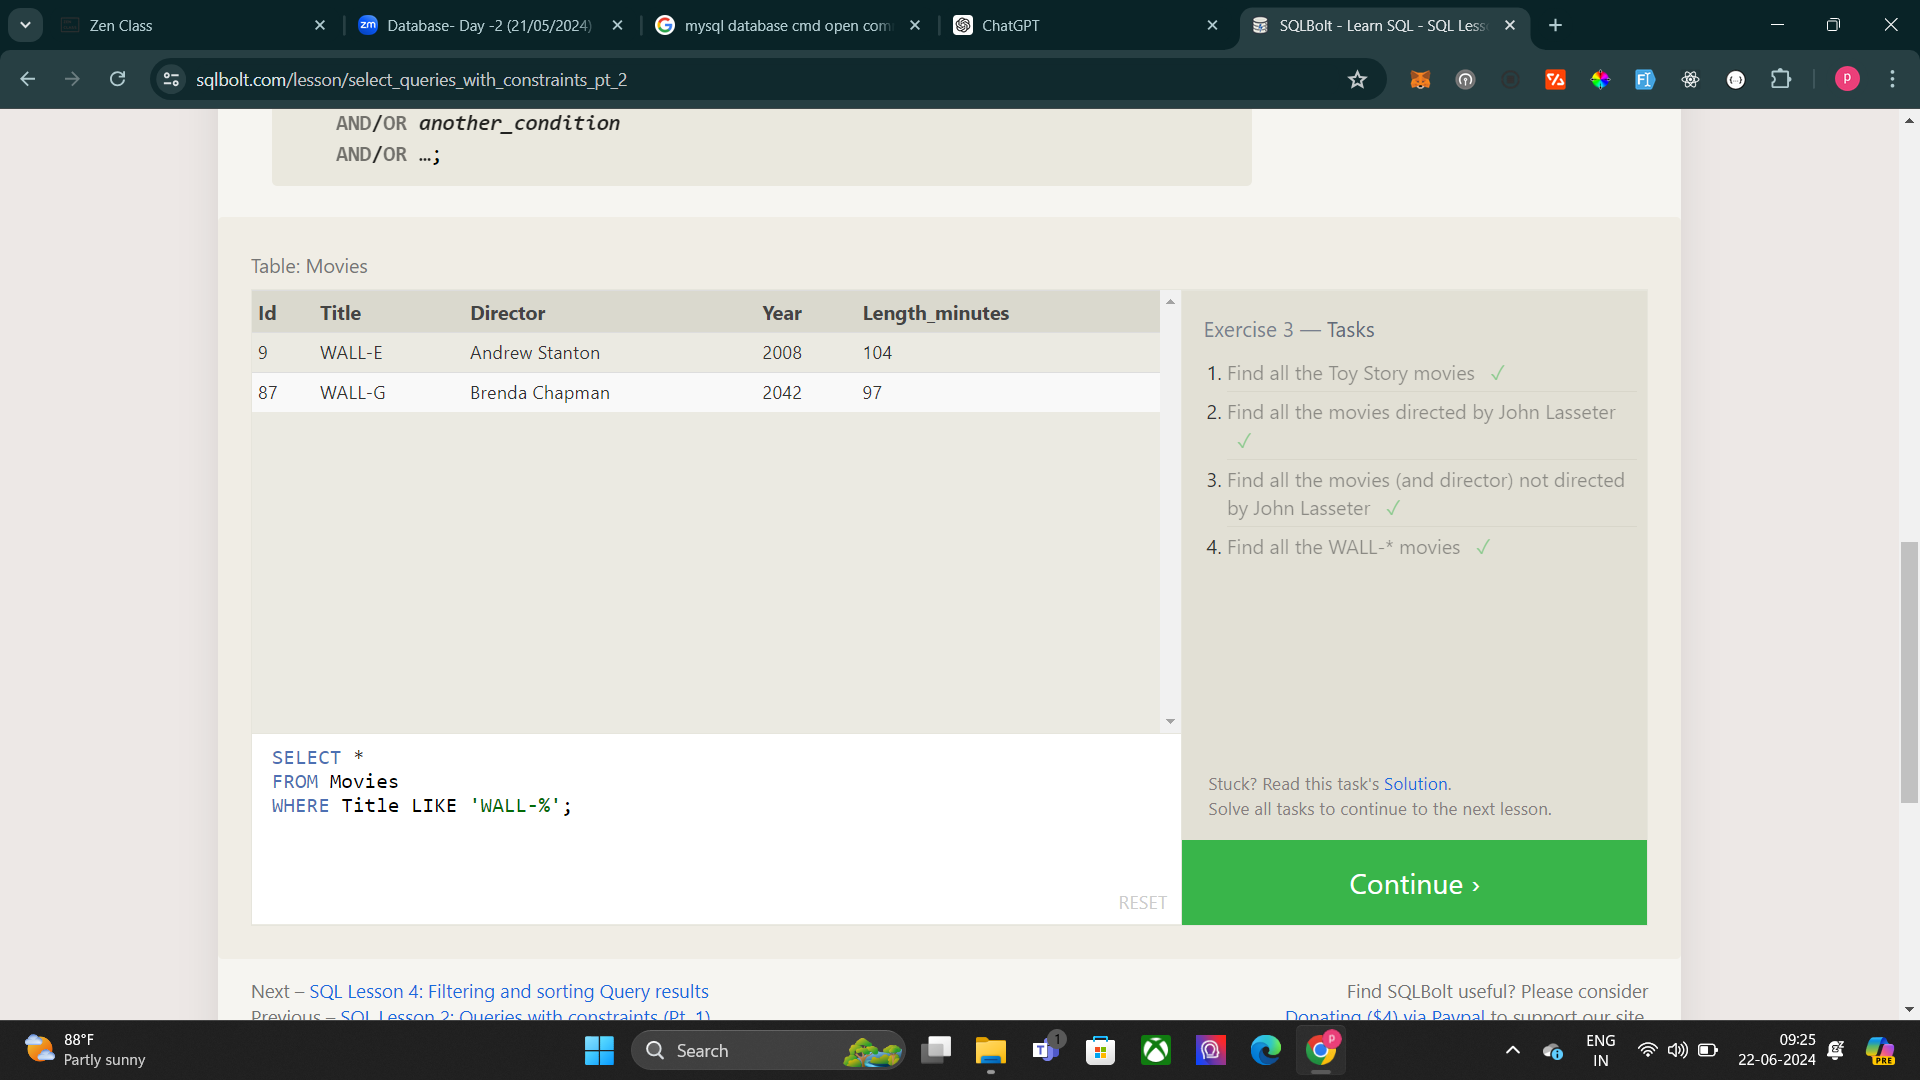 Zen Class
Database- Day -2 (21/05/2024)
mysql database cmd open com
ChatGPT
SQLBolt - Learn SQL - SQL Less
sqlbolt.com/lesson/select_queries_with_constraints_pt_2
AND/OR another_condition
AND/OR …;
Table: Movies
Id Title Director Year Length_minutes
9 WALL-E Andrew Stanton 2008 104
87 WALL-G Brenda Chapman 2042 97
Exercise 3 — Tasks
1. Find all the Toy Story movies ✓
2. Find all the movies directed by John Lasseter
✓
3. Find all the movies (and director) not directed
by John Lasseter ✓
4. Find all the WALL-* movies ✓
SELECT *
FROM Movies
WHERE Title LIKE 'WALL-%';
RESET
Stuck? Read this task's Solution.
Solve all tasks to continue to the next lesson.
Continue ›
Next – SQL Lesson 4: Filtering and sorting Query results
Previous – SQL Lesson 2: Queries with constraints (Pt. 1)
Find SQLBolt useful? Please consider
Donating ($4) via Paypal to support our site.
88°F
Partly sunny
Search
1
ENG
IN
09:25
22-06-2024
PRE